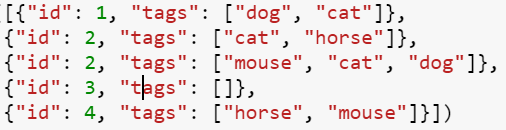 [[{"id": 1, "tags": ["dog", "cat"]},
{"id": 2, "tags": ["cat", "horse"]},
{"id": 2, "tags": ["mouse", "cat", "dog"]},
{"id": 3, "tags": []},
{"id": 4, "tags": ["horse", "mouse"]}])